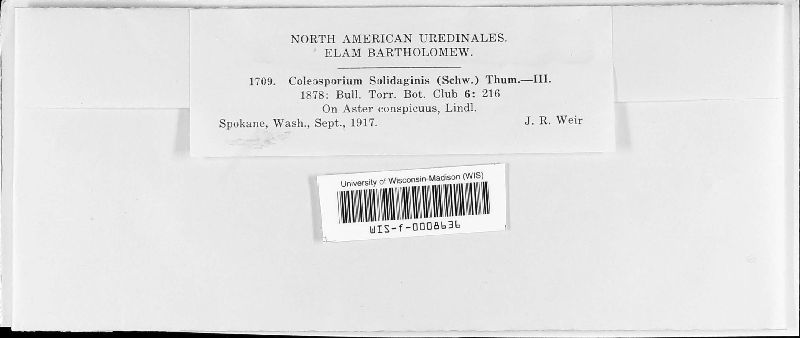 NORTH AMERICAN UREDINALES.
ELAM BARTHOLOMEW.
1709. Coleosporium Solidaginis (Schw.) Thum.—III.
1878: Bull. Torr. Bot. Club 6: 216
On Aster conspicuus, Lindl.
Spokane, Wash., Sept., 1917. J. R. Weir
University of Wisconsin-Madison (WIS)
WIS-f-0008636